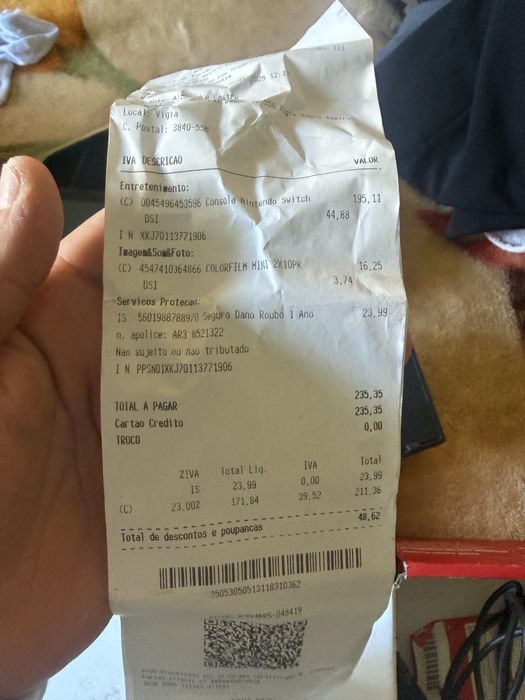 Local: Vigia
C. Postal: 3840-556
IVA DESCRICAO VALOR
Entretenimento:
(C) 0045496453596 Consola Nintendo Switch 195,11
DSI 44,88
I N XKJ70113771906
Imagem&Som&Foto:
(C) 4547410364866 COLORFILM MINI 2X10PK 16,25
DSI 3,74
Servicos Protecao:
IS 5601988788970 Seguro Dano Roubo 1 Ano 23,99
n. apolice: AR3 8521322
Nao sujeito ou nao tributado
I N PPSN01XKJ70113771906
TOTAL A PAGAR 235,35
Cartao Credito 235,35
TROCO 0,00
Z!VA Total Liq. IVA Total
IS 23,99 0,00 23,99
(C) 23,00% 171,84 39,52 211,36
Total de descontos e poupancas 48,62
25053050513118310362